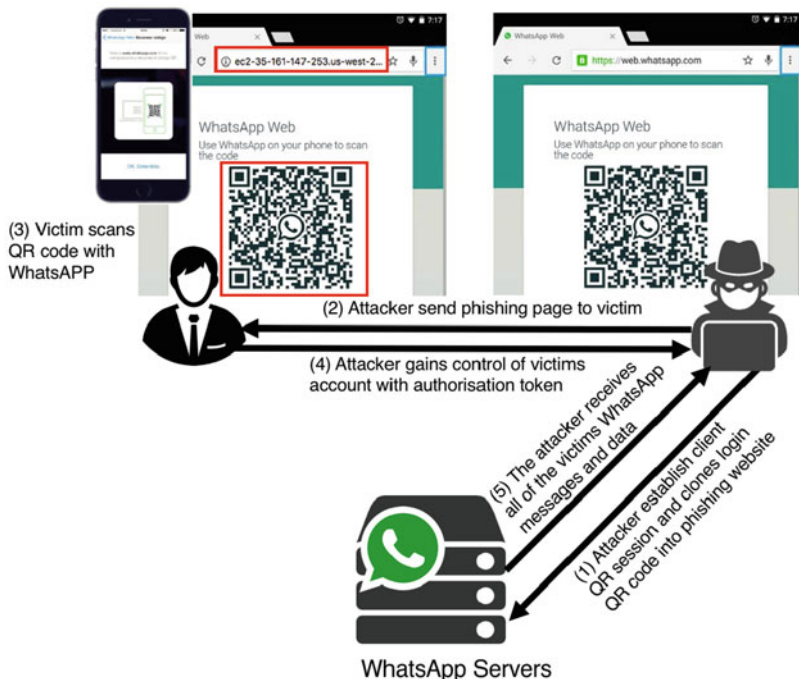 7:17
Web
ec2-35-161-147-253.us-west-2...
WhatsApp Web
Use WhatsApp on your phone to scan
the code
7:17
WhatsApp Web
https://web.whatsapp.com
WhatsApp Web
Use WhatsApp on your phone to scan
the code
(3) Victim scans
QR code with
WhatsAPP
(2) Attacker send phishing page to victim
(4) Attacker gains control of victims
account with authorisation token
(5) The attacker receives
all of the victims WhatsApp
messages and data
(1) Attacker establish client
QR session and clones login
QR code into phishing website
WhatsApp Servers